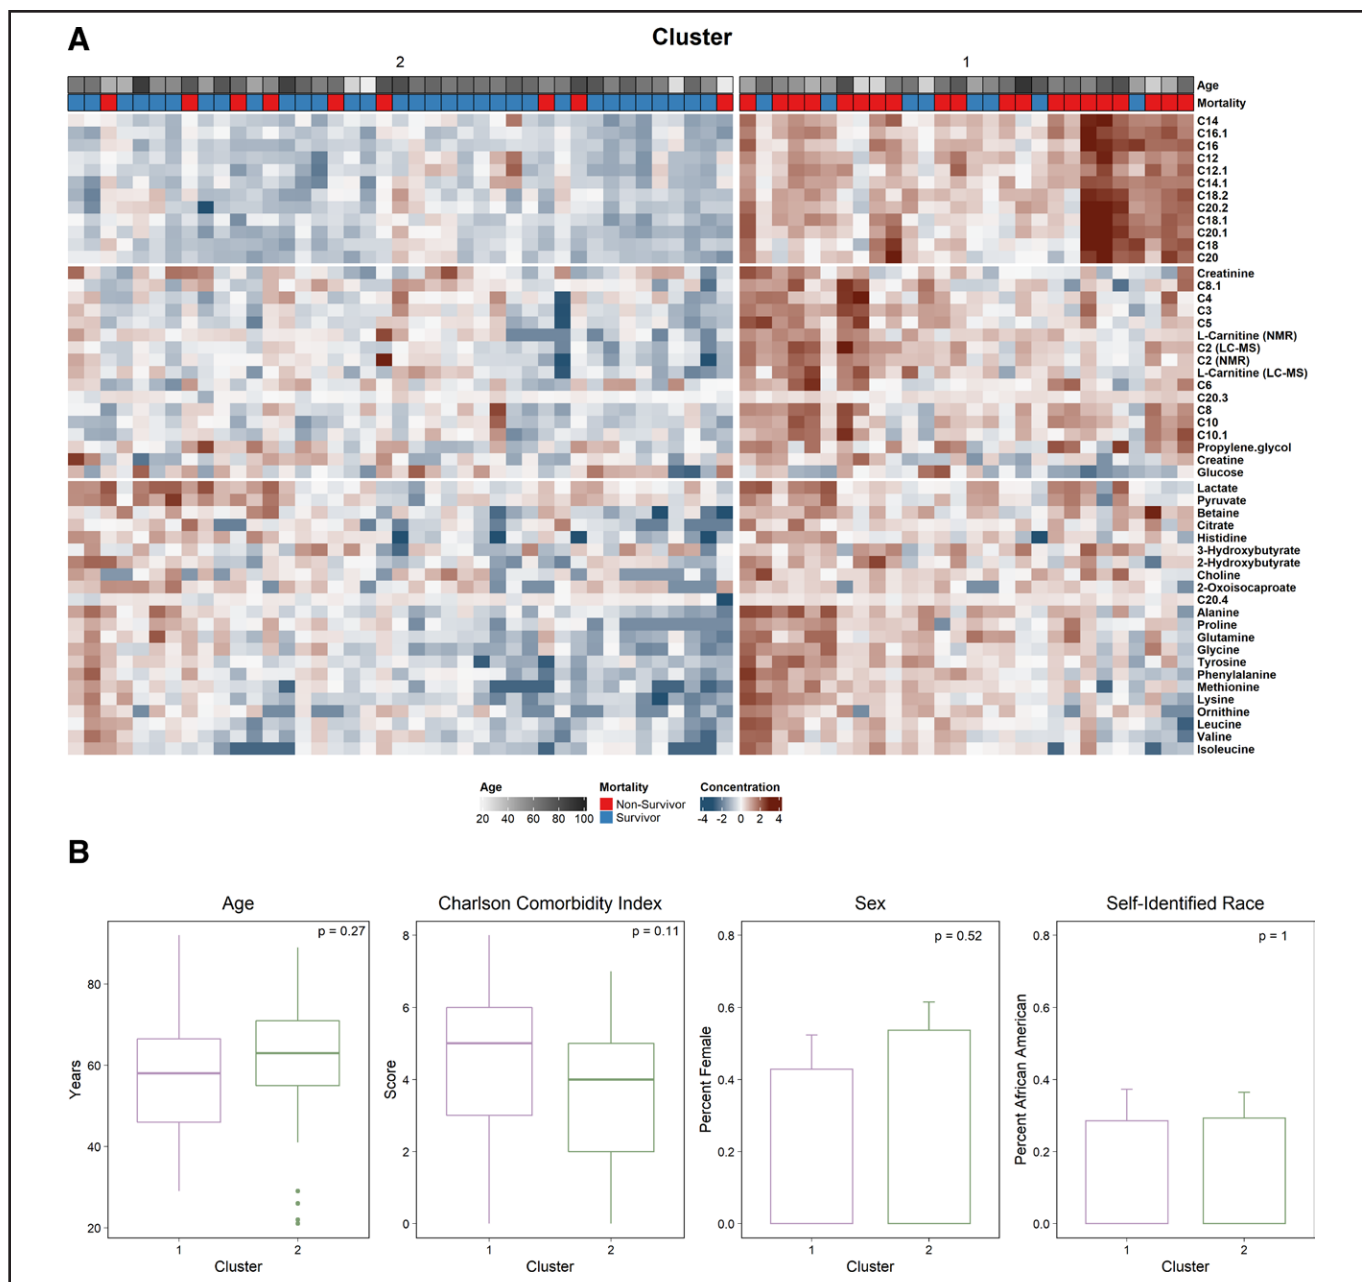 A
Cluster
2 1
Age
Mortality
C14
C16.1
C16
C12
C12.1
C14.1
C18.2
C20.2
C18.1
C20.1
C18
C20
Creatinine
C8.1
C4
C3
C5
L-Carnitine (NMR)
C2 (LC-MS)
C2 (NMR)
L-Carnitine (LC-MS)
C6
C20.3
C8
C10
C10.1
Propylene.glycol
Creatine
Glucose
Lactate
Pyruvate
Betaine
Citrate
Histidine
3-Hydroxybutyrate
2-Hydroxybutyrate
Choline
2-Oxoisocaproate
C20.4
Alanine
Proline
Glutamine
Glycine
Tyrosine
Phenylalanine
Methionine
Lysine
Ornithine
Leucine
Valine
Isoleucine
Age Mortality Concentration
Non-Survivor
Survivor
20 40 60 80 100 -4 -2 0 2 4
B
Age
p = 0.27
Years
80
60
40
20
1 2
Cluster
Charlson Comorbidity Index
p = 0.11
Score
8
6
4
2
0
1 2
Cluster
Sex
p = 0.52
Percent Female
0.8
0.6
0.4
0.2
0.0
1 2
Cluster
Self-Identified Race
p = 1
Percent African American
0.8
0.6
0.4
0.2
0.0
1 2
Cluster